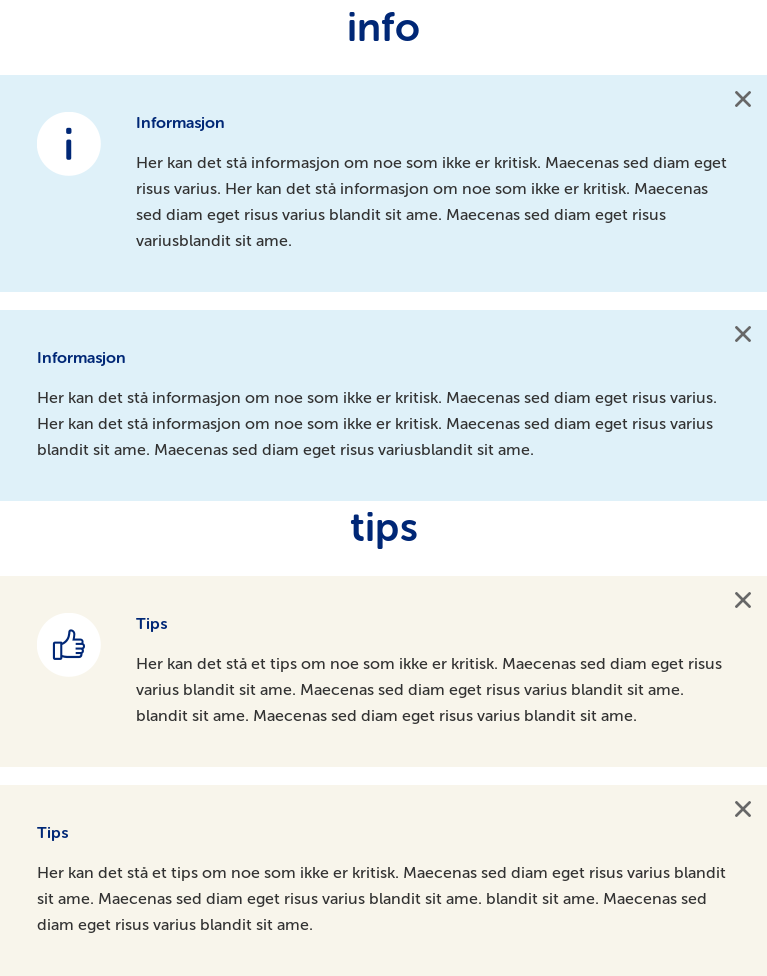 info
Informasjon
Her kan det stå informasjon om noe som ikke er kritisk. Maecenas sed diam eget
risus varius. Her kan det stå informasjon om noe som ikke er kritisk. Maecenas
sed diam eget risus varius blandit sit ame. Maecenas sed diam eget risus
variusblandit sit ame.
Informasjon
Her kan det stå informasjon om noe som ikke er kritisk. Maecenas sed diam eget risus varius.
Her kan det stå informasjon om noe som ikke er kritisk. Maecenas sed diam eget risus varius
blandit sit ame. Maecenas sed diam eget risus variusblandit sit ame.
tips
Tips
Her kan det stå et tips om noe som ikke er kritisk. Maecenas sed diam eget risus
varius blandit sit ame. Maecenas sed diam eget risus varius blandit sit ame.
blandit sit ame. Maecenas sed diam eget risus varius blandit sit ame.
Tips
Her kan det stå et tips om noe som ikke er kritisk. Maecenas sed diam eget risus varius blandit
sit ame. Maecenas sed diam eget risus varius blandit sit ame. blandit sit ame. Maecenas sed
diam eget risus varius blandit sit ame.